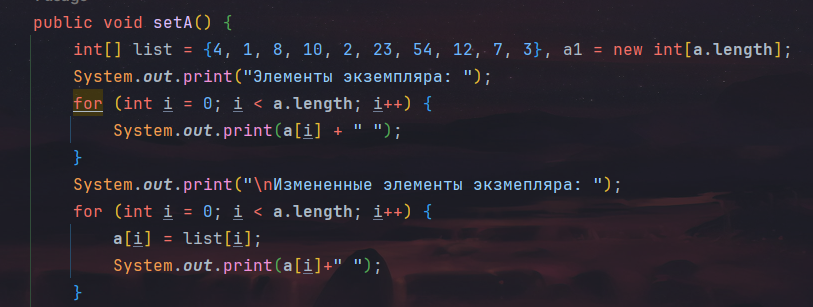 public void setA() {
int[] list = {4, 1, 8, 10, 2, 23, 54, 12, 7, 3}, a1 = new int[a.length];
System.out.print("Элементы экземпляра: ");
for (int i = 0; i < a.length; i++) {
System.out.print(a[i] + " ");
}
System.out.print("\nИзмененные элементы экзмепляра: ");
for (int i = 0; i < a.length; i++) {
a[i] = list[i];
System.out.print(a[i]+" ");
}